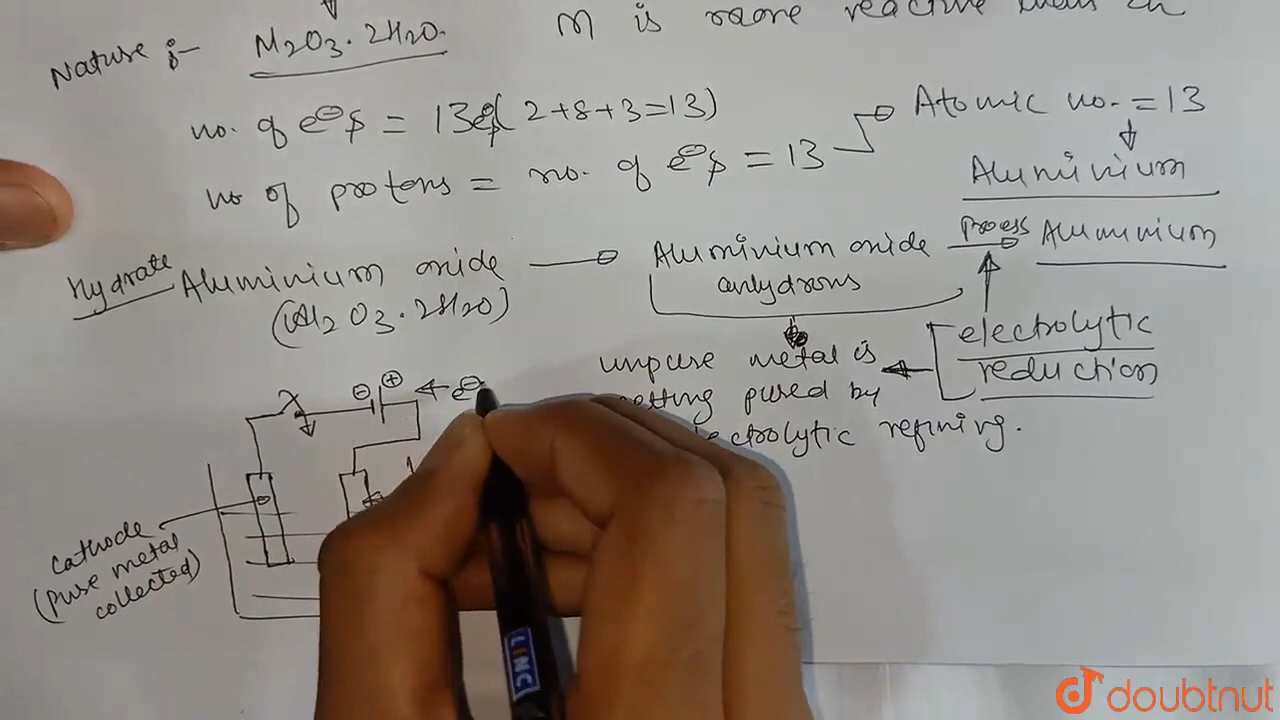 M is more reactive than
Nature :- M2O3.2H2O.
no. of e⊖s = 13 e⊖s (2+8+3=13)
no of protons = no. of e⊖s = 13
Atomic no. = 13
Aluminium
Hydrate Aluminium oxide
(Al2O3.2H2O)
Aluminium oxide
anhydrons
process
Aluminium
electrolytic
reduction
impure metal is
getting pured by
electrolytic refining.
⊖ ⊕ e⊖
cathode
(pure metal
collected)
LINC
doubtnut